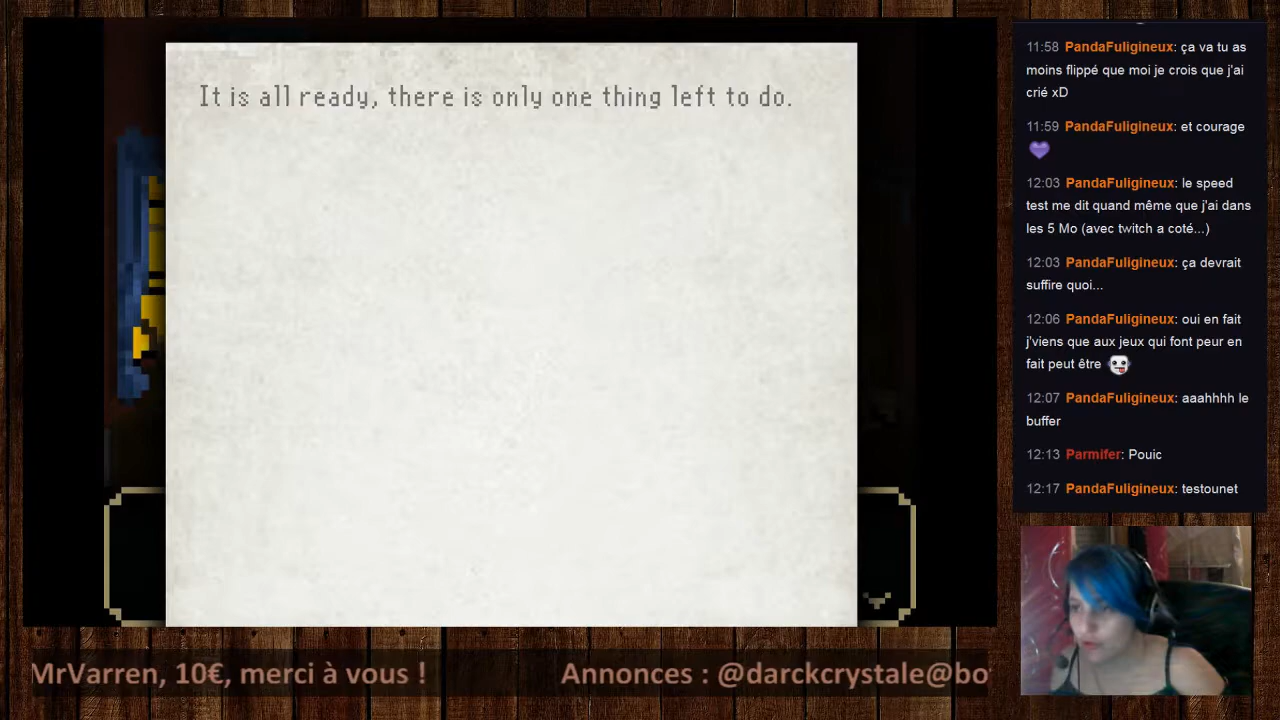 It is all ready, there is only one thing left to do.
11:58 PandaFuligineux: ça va tu as
moins flippé que moi je crois que j'ai
crié xD
11:59 PandaFuligineux: et courage
12:03 PandaFuligineux: le speed
test me dit quand même que j'ai dans
les 5 Mo (avec twitch a coté...)
12:03 PandaFuligineux: ça devrait
suffire quoi...
12:06 PandaFuligineux: oui en fait
j'viens que aux jeux qui font peur en
fait peut être
12:07 PandaFuligineux: aaahhhh le
buffer
12:13 Parmifer: Pouic
12:17 PandaFuligineux: testounet
MrVarren, 10€, merci à vous ! Annonces : @darckcrystale@bo